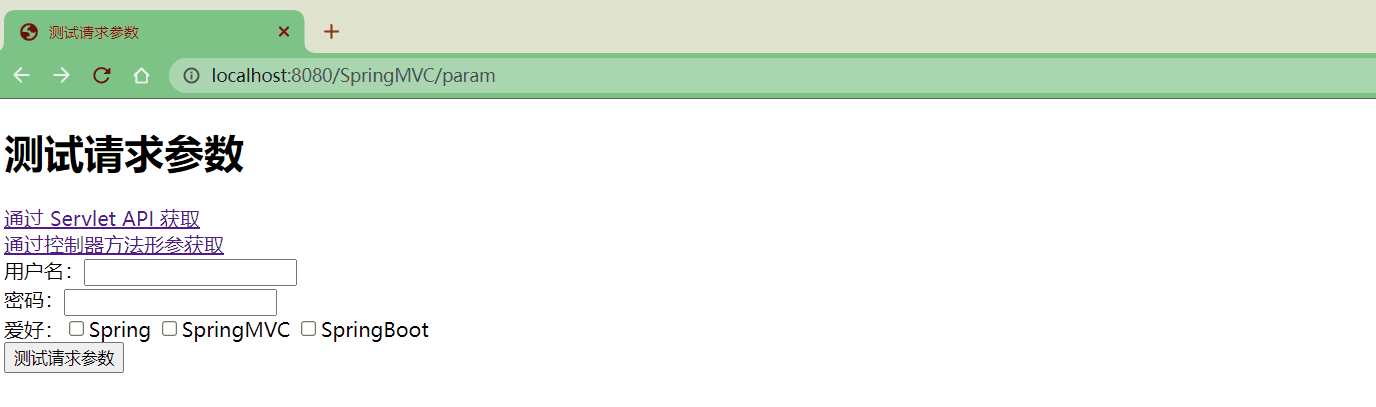 测试请求参数
localhost:8080/SpringMVC/param
测试请求参数
通过 Servlet API 获取
通过控制器方法形参获取
用户名：
密码：
爱好： Spring SpringMVC SpringBoot
测试请求参数